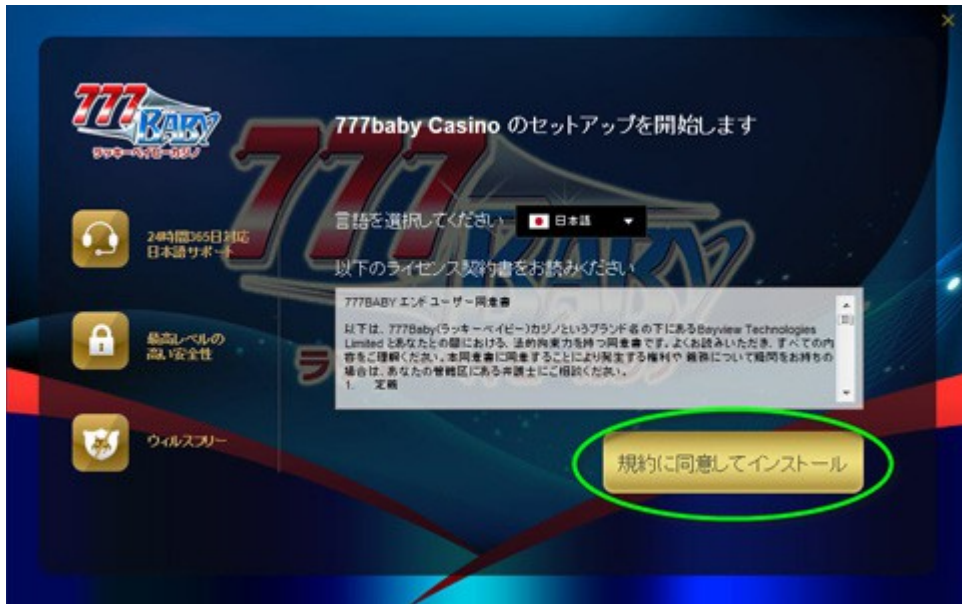 777
BABY
ラッキーベイビーカジノ
777baby Casino のセットアップを開始します
言語を選択してください
日本語
24時間365日対応
日本語サポート
以下のライセンス契約書をお読みください
777BABY エンドユーザー同意書
以下は、777Baby(ラッキーベイビー)カジノというブランド名の下にあるBayview Technologies
Limited とあなたとの間における、法的拘束力を持つ同意書です。よくお読みいただき、すべての内
容をご理解ください。本同意書に同意することにより発生する権利や 義務について疑問をお持ちの
場合は、あなたの管轄区にある弁護士にご相談ください。
1. 定義
最高レベルの
高い安全性
ウィルスフリー
規約に同意してインストール
777
BABY